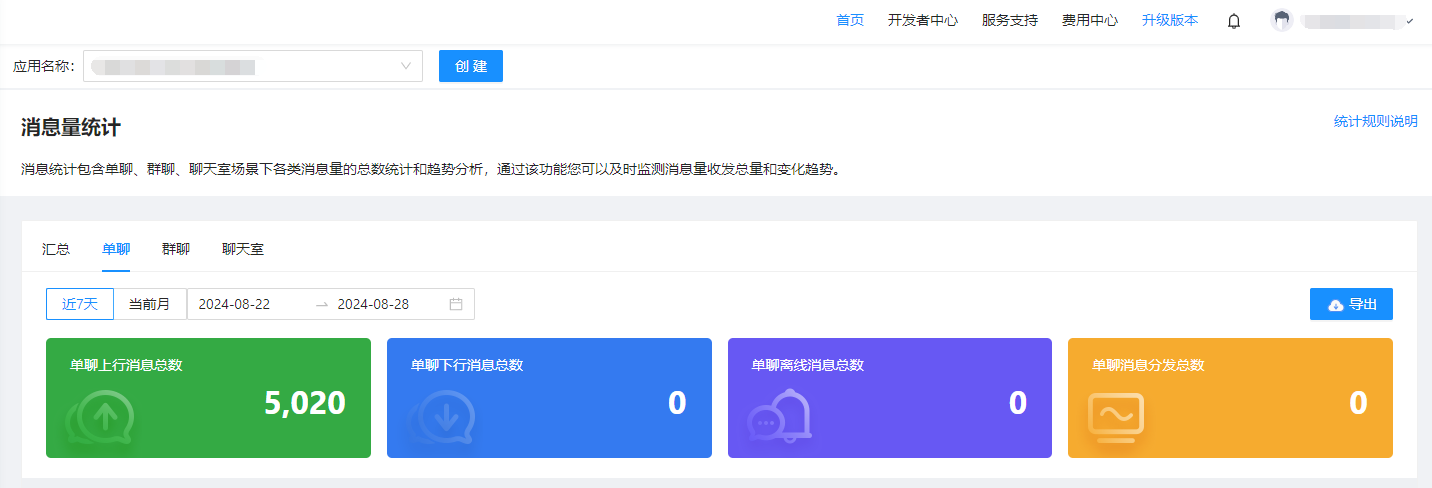 首页 开发者中心 服务支持 费用中心 升级版本
应用名称： 创 建
消息量统计
统计规则说明
消息统计包含单聊、群聊、聊天室场景下各类消息量的总数统计和趋势分析，通过该功能您可以及时监测消息量收发总量和变化趋势。
汇总 单聊 群聊 聊天室
近7天 当前月 2024-08-22 → 2024-08-28 导出
单聊上行消息总数 单聊下行消息总数 单聊离线消息总数 单聊消息分发总数
5,020 0 0 0